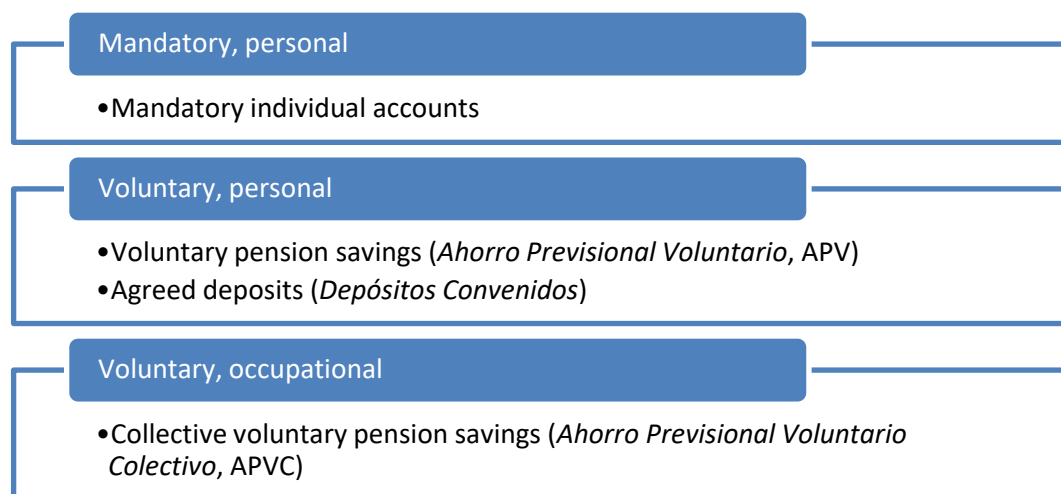 Mandatory, personal
•Mandatory individual accounts
Voluntary, personal
•Voluntary pension savings (Ahorro Previsional Voluntario, APV)
•Agreed deposits (Depósitos Convenidos)
Voluntary, occupational
•Collective voluntary pension savings (Ahorro Previsional Voluntario
Colectivo, APVC)